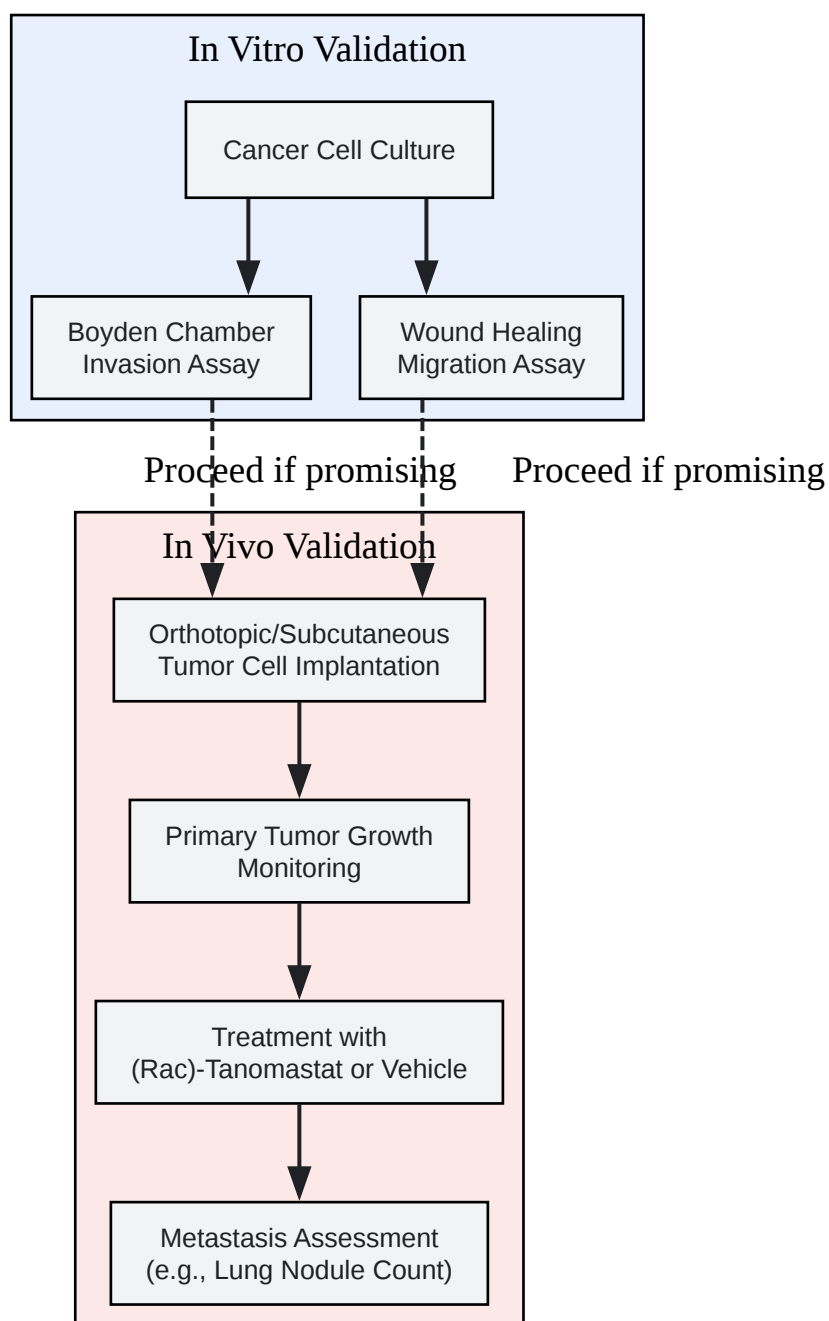 In Vitro Validation
Cancer Cell Culture
Boyden Chamber
Invasion Assay
Wound Healing
Migration Assay
Proceed if promising
Proceed if promising
In Vivo Validation
Orthotopic/Subcutaneous
Tumor Cell Implantation
Primary Tumor Growth
Monitoring
Treatment with
(Rac)-Tanomastat or Vehicle
Metastasis Assessment
(e.g., Lung Nodule Count)